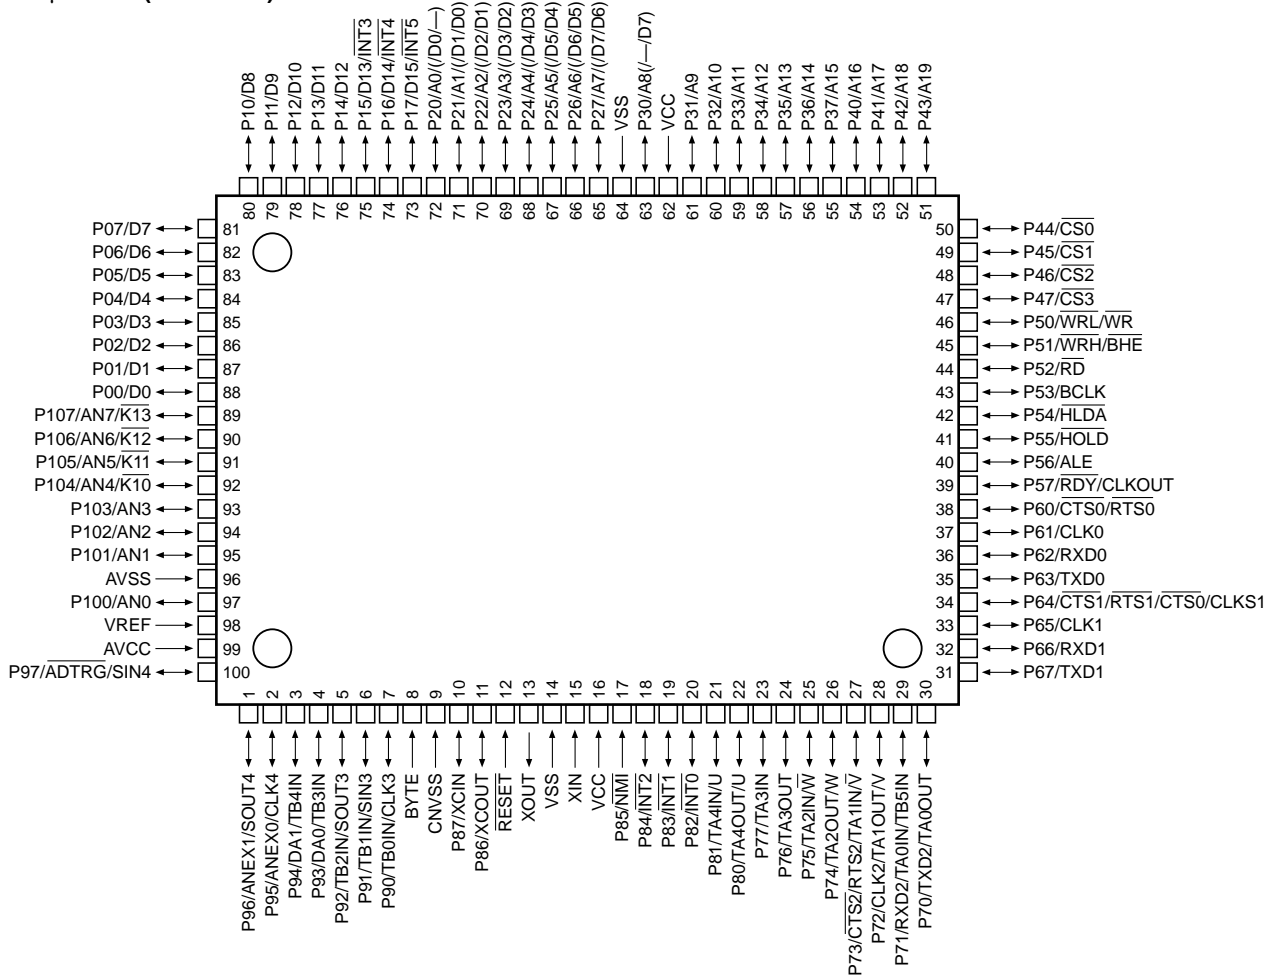 P10/D8
P11/D9
P12/D10
P13/D11
P14/D12
P15/D13/INT3
P16/D14/INT4
P17/D15/INT5
P20/A0(/D0/—)
P21/A1(/D1/D0)
P22/A2(/D2/D1)
P23/A3(/D3/D2)
P24/A4(/D4/D3)
P25/A5(/D5/D4)
P26/A6(/D6/D5)
P27/A7(/D7/D6)
VSS
P30/A8(/—/D7)
VCC
P31/A9
P32/A10
P33/A11
P34/A12
P35/A13
P36/A14
P37/A15
P40/A16
P41/A17
P42/A18
P43/A19
80 79 78 77 76 75 74 73 72 71 70 69 68 67 66 65 64 63 62 61 60 59 58 57 56 55 54 53 52 51
P07/D7 81
P06/D6 82
P05/D5 83
P04/D4 84
P03/D3 85
P02/D2 86
P01/D1 87
P00/D0 88
P107/AN7/K13 89
P106/AN6/K12 90
P105/AN5/K11 91
P104/AN4/K10 92
P103/AN3 93
P102/AN2 94
P101/AN1 95
AVSS 96
P100/AN0 97
VREF 98
AVCC 99
P97/ADTRG/SIN4 100
50 P44/CS0
49 P45/CS1
48 P46/CS2
47 P47/CS3
46 P50/WRL/WR
45 P51/WRH/BHE
44 P52/RD
43 P53/BCLK
42 P54/HLDA
41 P55/HOLD
40 P56/ALE
39 P57/RDY/CLKOUT
38 P60/CTS0/RTS0
37 P61/CLK0
36 P62/RXD0
35 P63/TXD0
34 P64/CTS1/RTS1/CTS0/CLKS1
33 P65/CLK1
32 P66/RXD1
31 P67/TXD1
1 2 3 4 5 6 7 8 9 10 11 12 13 14 15 16 17 18 19 20 21 22 23 24 25 26 27 28 29 30
P96/ANEX1/SOUT4
P95/ANEX0/CLK4
P94/DA1/TB4IN
P93/DA0/TB3IN
P92/TB2IN/SOUT3
P91/TB1IN/SIN3
P90/TB0IN/CLK3
BYTE
CNVSS
P87/XCIN
P86/XCOUT
RESET
XOUT
VSS
XIN
VCC
P85/NMI
P84/INT2
P83/INT1
P82/INT0
P81/TA4IN/U
P80/TA4OUT/U
P77/TA3IN
P76/TA3OUT
P75/TA2IN/W
P74/TA2OUT/W
P73/CTS2/RTS2/TA1IN/V
P72/CLK2/TA1OUT/V
P71/RXD2/TA0IN/TB5IN
P70/TXD2/TA0OUT